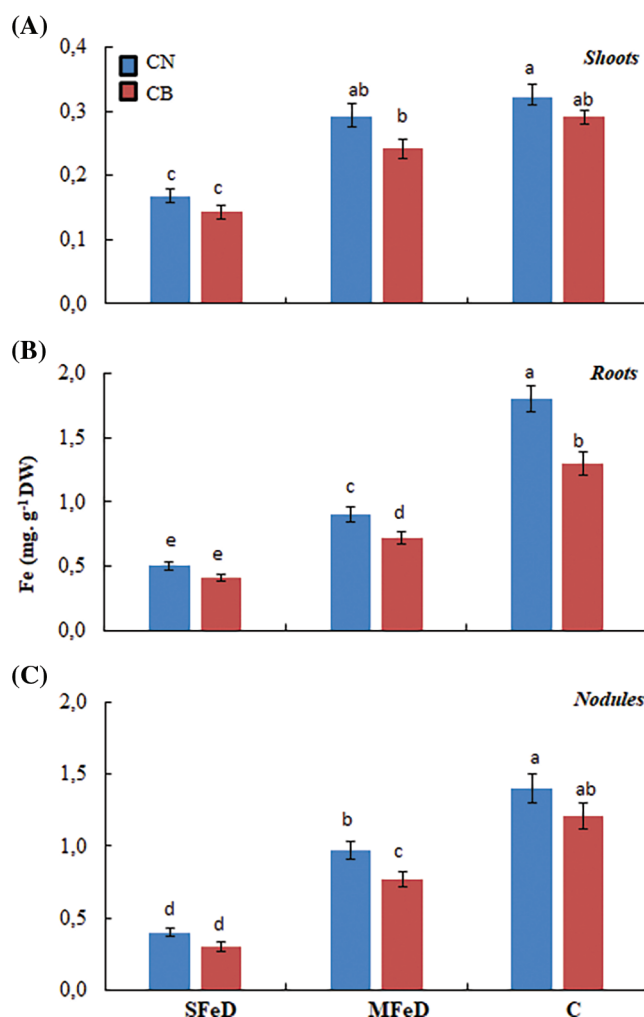 (A)
0,4
Shoots
CN
CB
0,3
0,2
0,1
0,0
c
c
ab
b
a
ab
(B)
2,0
Roots
1,5
1,0
0,5
0,0
e
e
c
d
a
b
Fe (mg. g-1 DW)
(C)
2,0
Nodules
1,5
1,0
0,5
0,0
d
d
b
c
a
ab
SFeD MFeD C